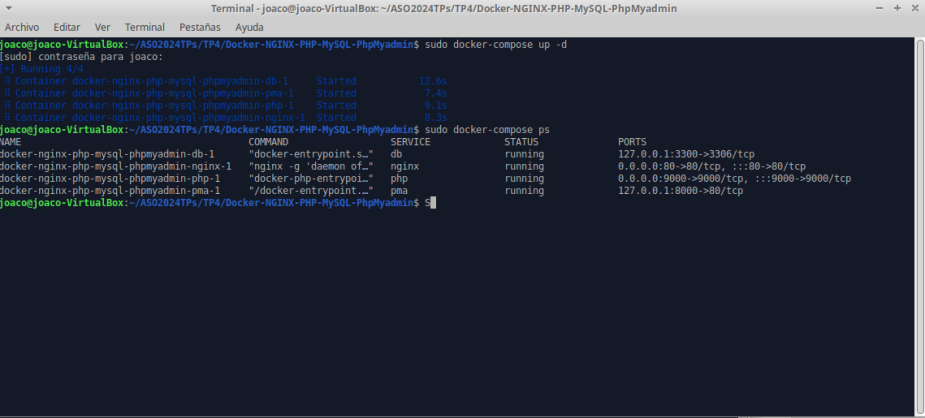 Terminal - joaco@joaco-VirtualBox: ~/ASO2024TPs/TP4/Docker-NGINX-PHP-MySQL-PhpMyadmin
Archivo Editar Ver Terminal Pestañas Ayuda
joaco@joaco-VirtualBox:~/ASO2024TPs/TP4/Docker-NGINX-PHP-MySQL-PhpMyadmin$ sudo docker-compose up -d
[sudo] contraseña para joaco:
[+] Running 4/4
⠿ Container docker-nginx-php-mysql-phpmyadmin-db-1 Started 12.6s
⠿ Container docker-nginx-php-mysql-phpmyadmin-pma-1 Started 7.4s
⠿ Container docker-nginx-php-mysql-phpmyadmin-php-1 Started 9.1s
⠿ Container docker-nginx-php-mysql-phpmyadmin-nginx-1 Started 8.3s
joaco@joaco-VirtualBox:~/ASO2024TPs/TP4/Docker-NGINX-PHP-MySQL-PhpMyadmin$ sudo docker-compose ps
NAME COMMAND SERVICE STATUS PORTS
docker-nginx-php-mysql-phpmyadmin-db-1 "docker-entrypoint.s…" db running 127.0.0.1:3300->3306/tcp
docker-nginx-php-mysql-phpmyadmin-nginx-1 "nginx -g 'daemon of…" nginx running 0.0.0.0:80->80/tcp, :::80->80/tcp
docker-nginx-php-mysql-phpmyadmin-php-1 "docker-php-entrypoi…" php running 0.0.0.0:9000->9000/tcp, :::9000->9000/tcp
docker-nginx-php-mysql-phpmyadmin-pma-1 "/docker-entrypoint.…" pma running 127.0.0.1:8000->80/tcp
joaco@joaco-VirtualBox:~/ASO2024TPs/TP4/Docker-NGINX-PHP-MySQL-PhpMyadmin$ S